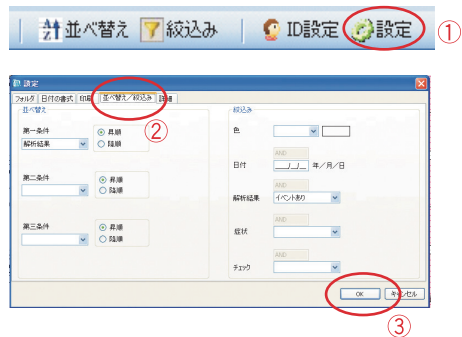 並べ替え 絞込み ID設定 設定 ①
設定
フォルダ 日付の書式 印刷 並べ替え／絞込み 詳細
②
並べ替え
第一条件
解析結果
昇順
降順
第二条件
昇順
降順
第三条件
昇順
降順
絞込み
色
AND
日付 __/__/__ 年/月/日
AND
解析結果 イベントあり
AND
症状
AND
チェック
OK キャンセル
③